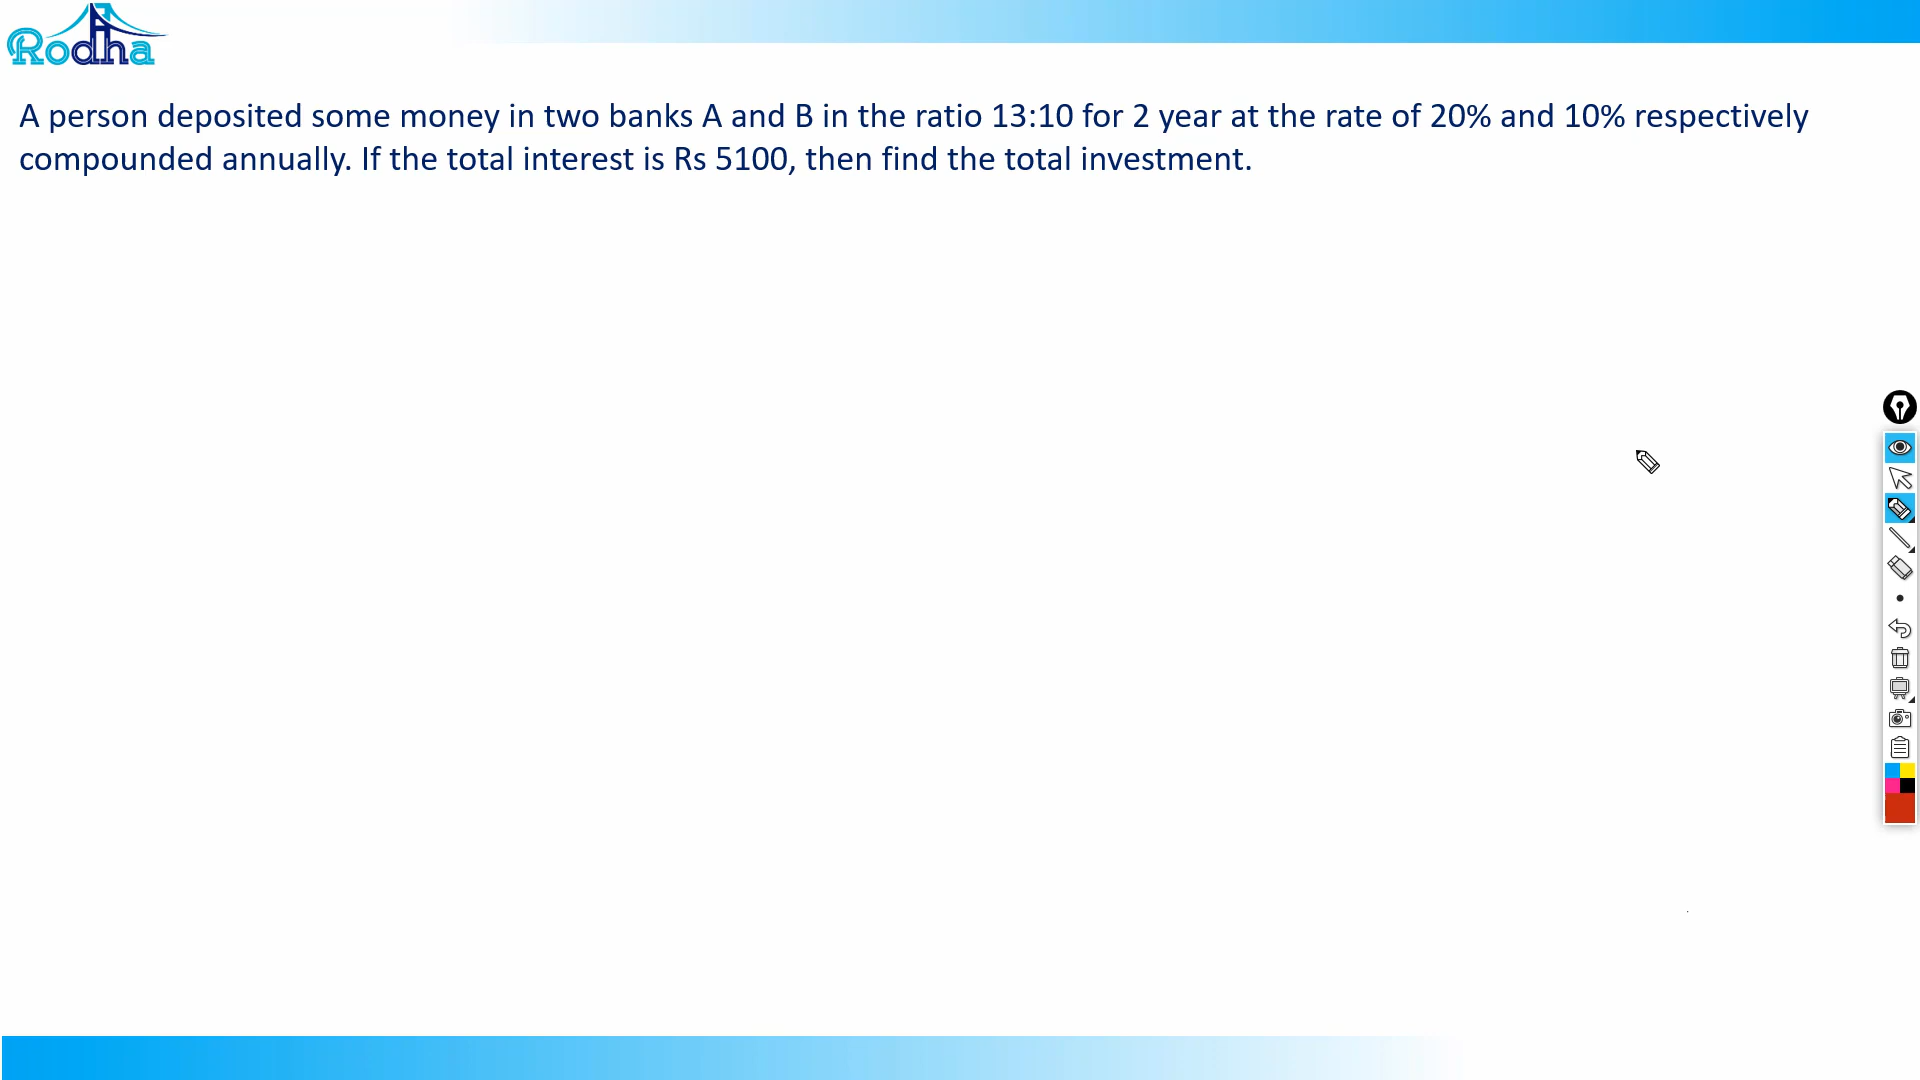 Rodha
A person deposited some money in two banks A and B in the ratio 13:10 for 2 year at the rate of 20% and 10% respectively
compounded annually. If the total interest is Rs 5100, then find the total investment.